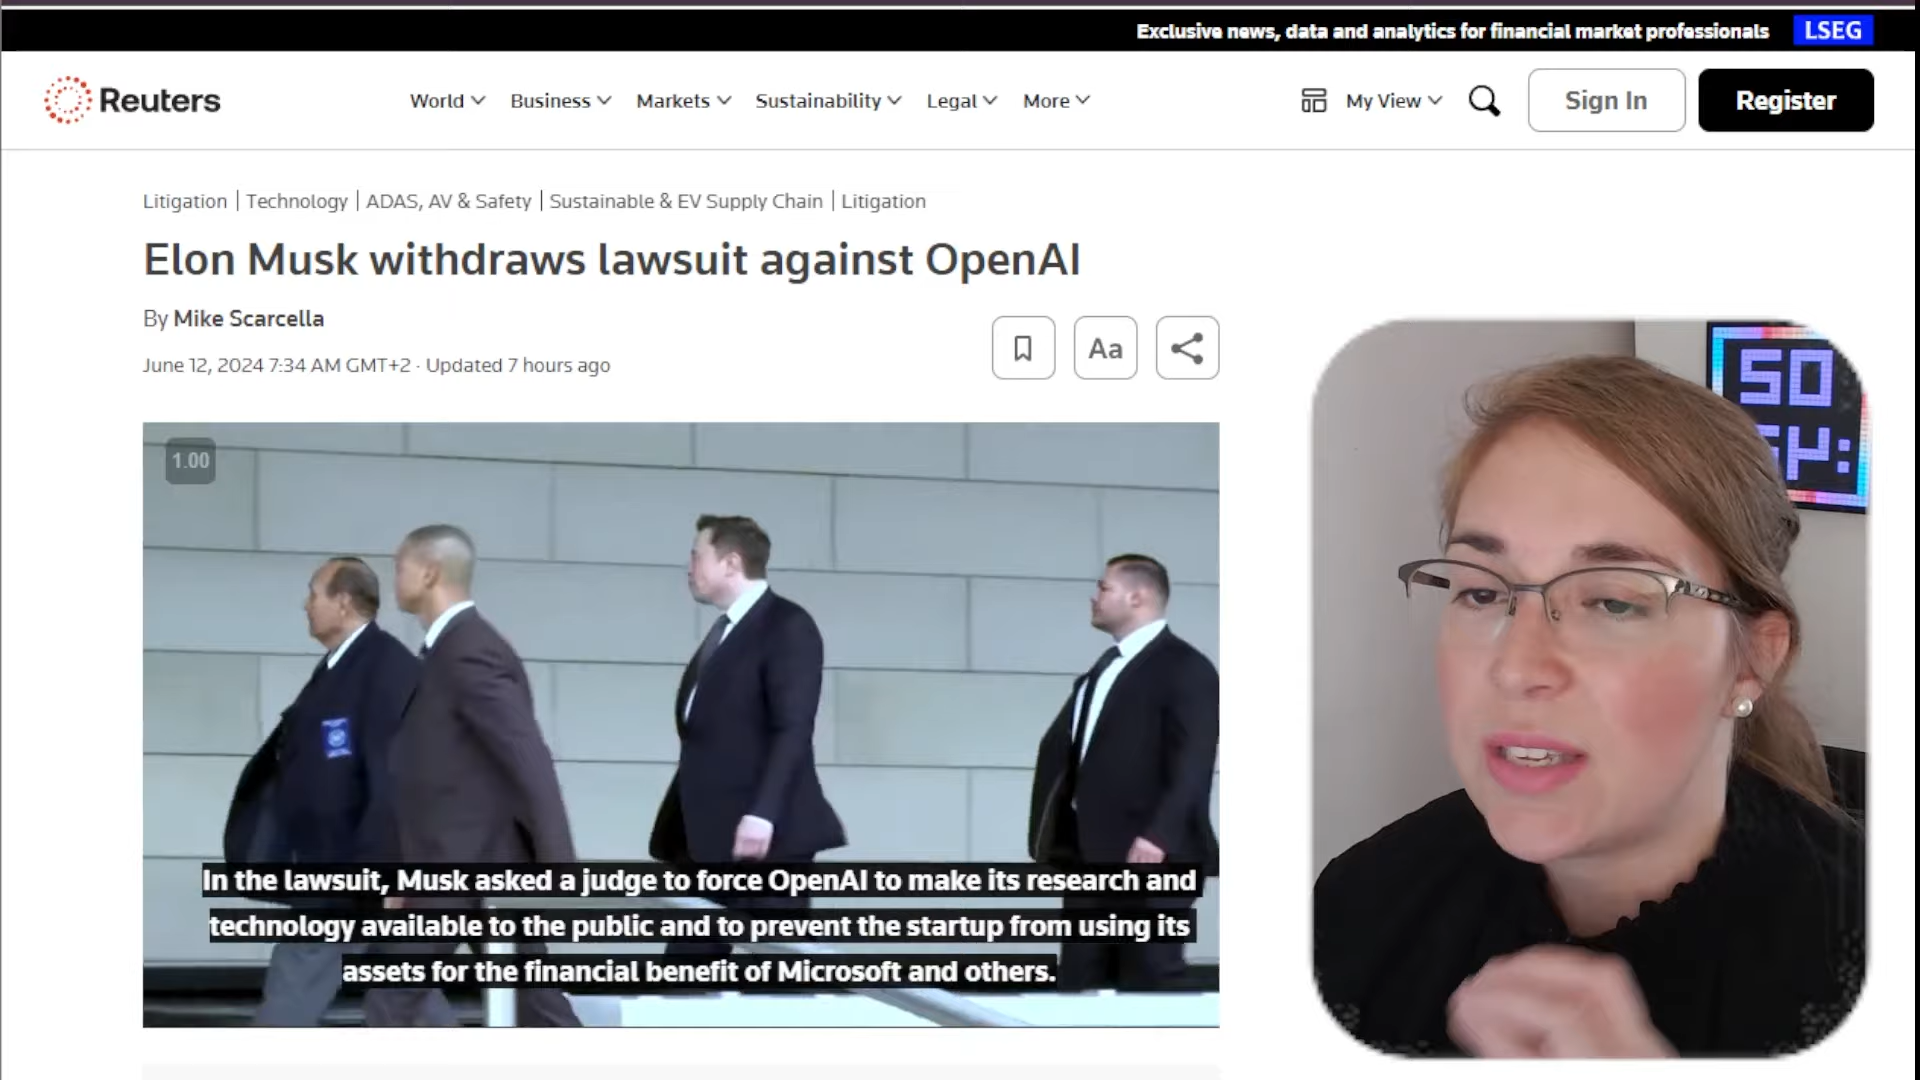 Exclusive news, data and analytics for financial market professionals LSEG
Reuters World Business Markets Sustainability Legal More My View Sign In Register
Litigation | Technology | ADAS, AV & Safety | Sustainable & EV Supply Chain | Litigation
Elon Musk withdraws lawsuit against OpenAI
By Mike Scarcella
June 12, 2024 7:34 AM GMT+2 · Updated 7 hours ago
Aa
1.00
In the lawsuit, Musk asked a judge to force OpenAI to make its research and
technology available to the public and to prevent the startup from using its
assets for the financial benefit of Microsoft and others.
SO